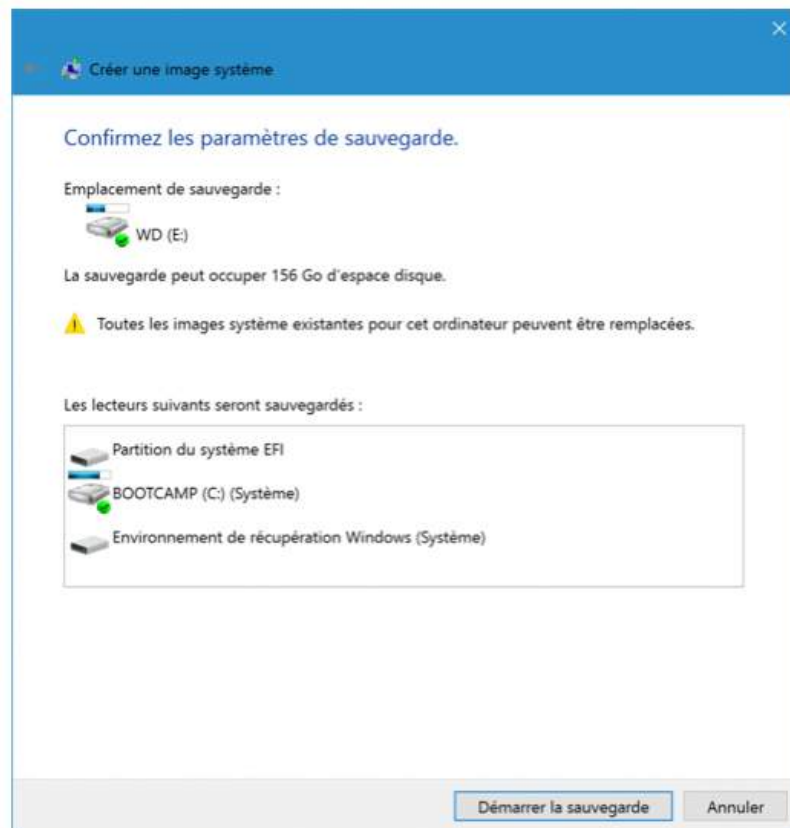 Créer une image système
Confirmez les paramètres de sauvegarde.
Emplacement de sauvegarde :
WD (E:)
La sauvegarde peut occuper 156 Go d'espace disque.
Toutes les images système existantes pour cet ordinateur peuvent être remplacées.
Les lecteurs suivants seront sauvegardés :
Partition du système EFI
BOOTCAMP (C:) (Système)
Environnement de récupération Windows (Système)
Démarrer la sauvegarde
Annuler